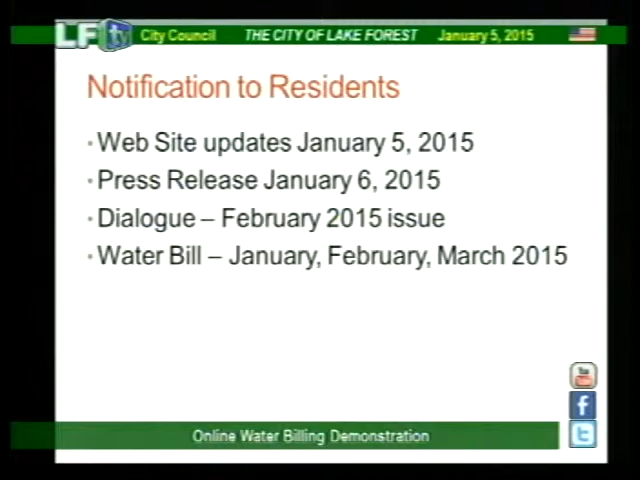 LFtv City Council THE CITY OF LAKE FOREST January 5, 2015
Notification to Residents
· Web Site updates January 5, 2015
· Press Release January 6, 2015
· Dialogue – February 2015 issue
· Water Bill – January, February, March 2015
You
f
t
Online Water Billing Demonstration